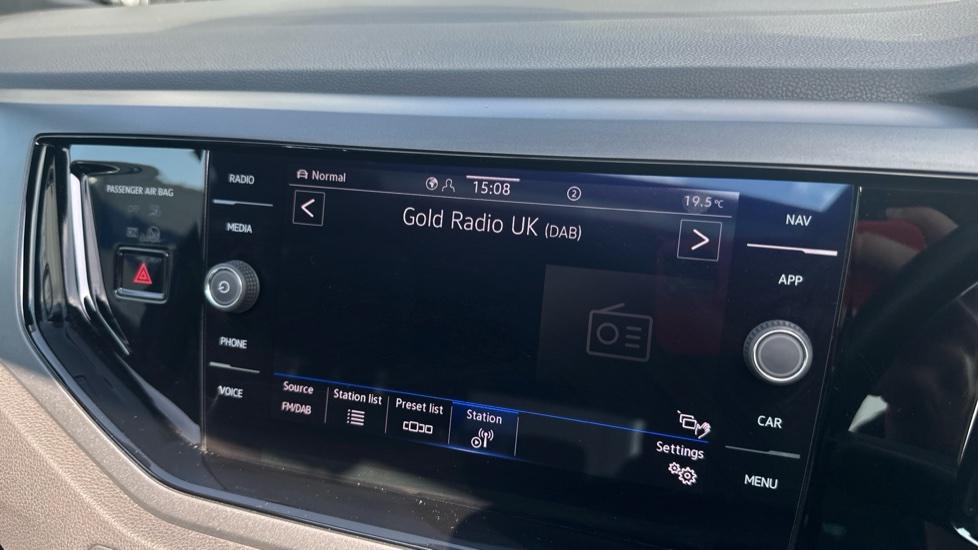 PASSENGER AIR BAG
RADIO
MEDIA
PHONE
VOICE
Normal
15:08
2
19.5°C
<
Gold Radio UK (DAB)
>
Source
FM/DAB
Station list
Preset list
Station
Settings
NAV
APP
CAR
MENU